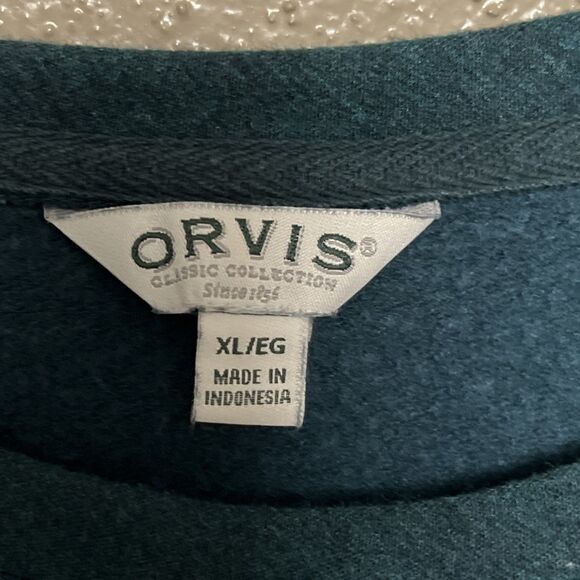 ORVIS®
CLASSIC COLLECTION
Since 1856
XL/EG
MADE IN
INDONESIA